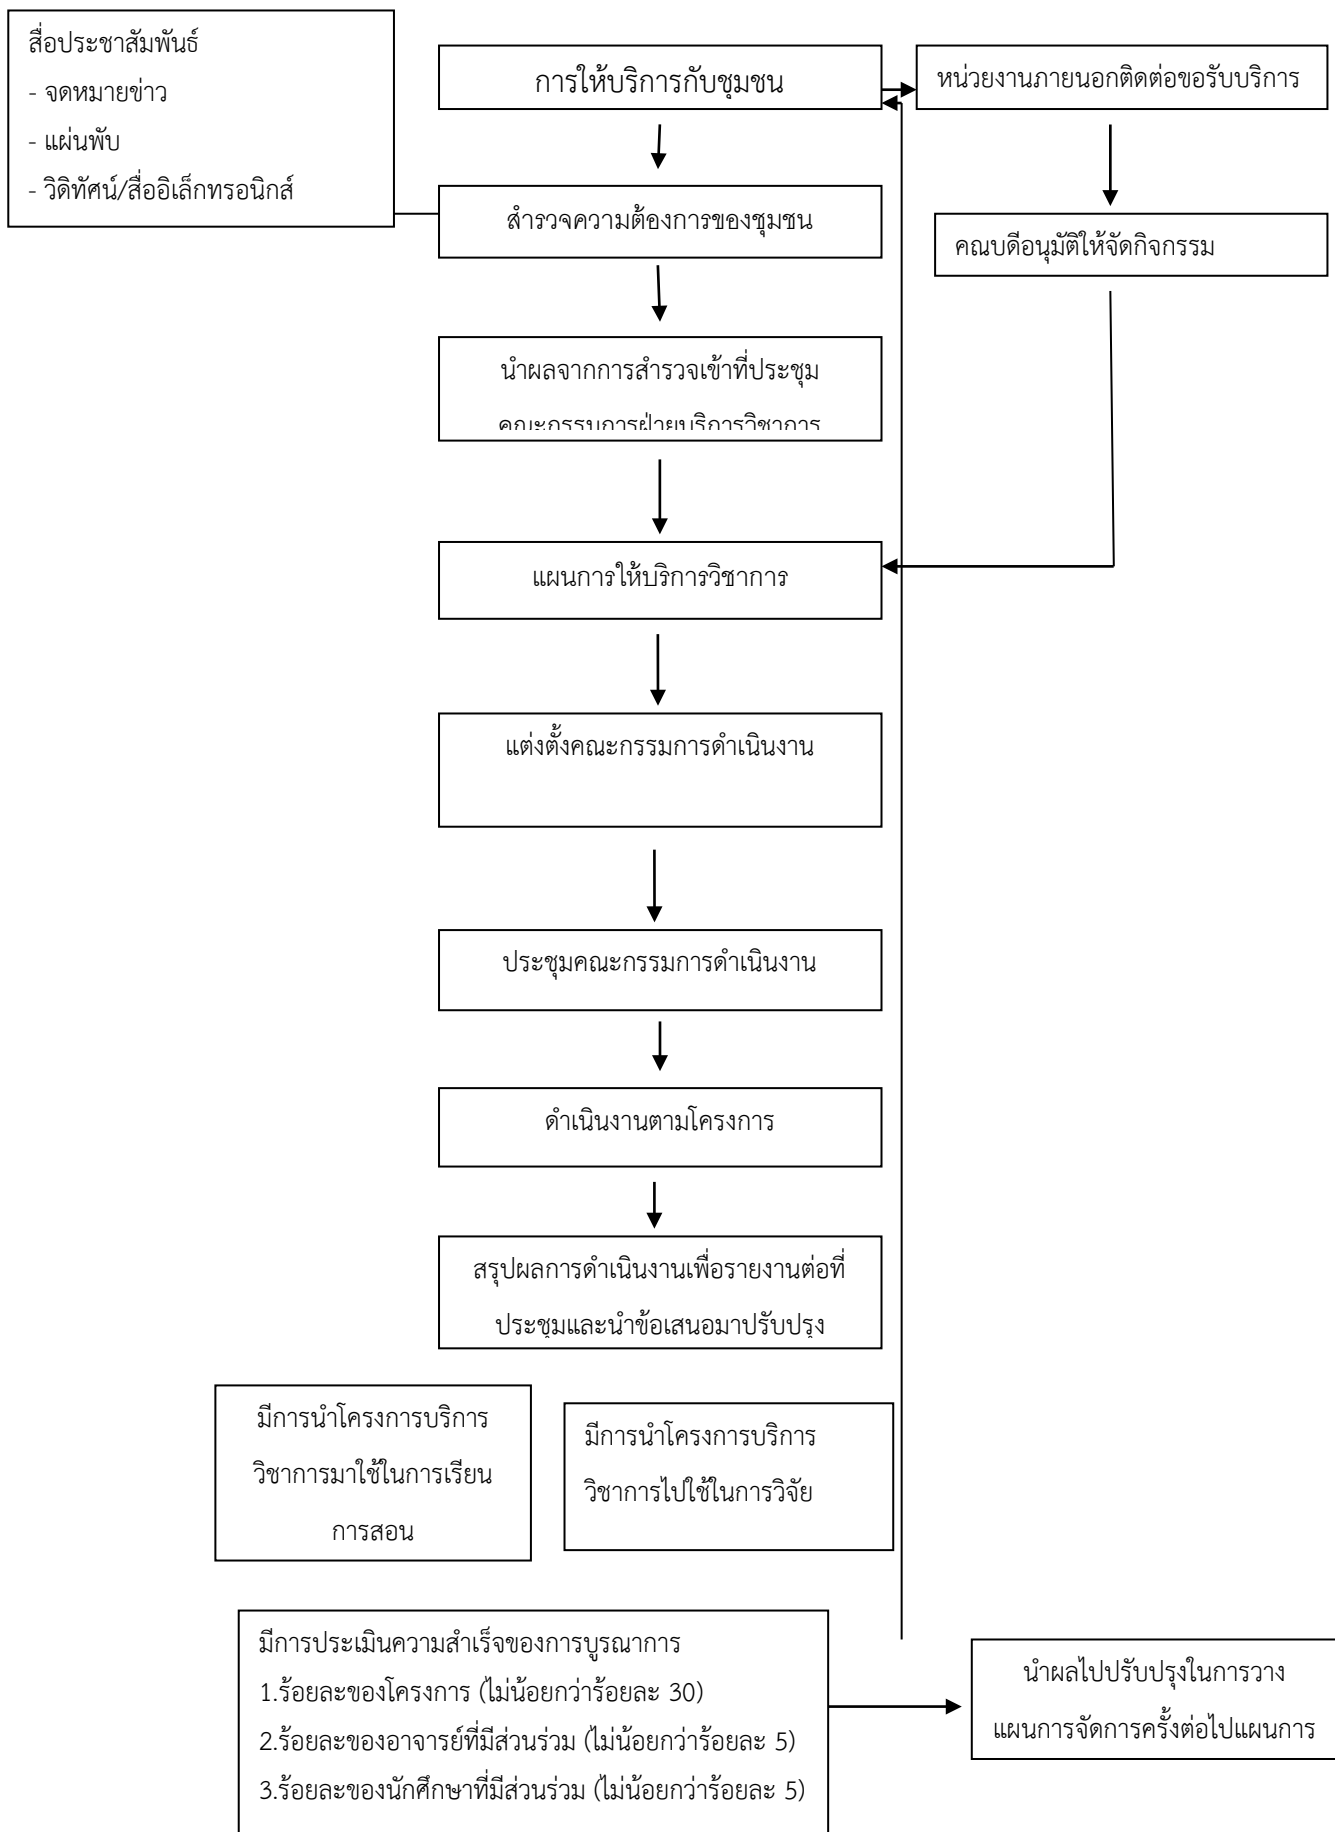 สื่อประชาสัมพันธ์
- จดหมายข่าว
- แผ่นพับ
- วิดิทัศน์/สื่ออิเล็กทรอนิกส์
การให้บริการกับชุมชน
หน่วยงานภายนอกติดต่อขอรับบริการ
สำรวจความต้องการของชุมชน
คณบดีอนุมัติให้จัดกิจกรรม
นำผลจากการสำรวจเข้าที่ประชุม
คณะกรรมการฝ่ายบริการวิชาการ
แผนการให้บริการวิชาการ
แต่งตั้งคณะกรรมการดำเนินงาน
ประชุมคณะกรรมการดำเนินงาน
ดำเนินงานตามโครงการ
สรุปผลการดำเนินงานเพื่อรายงานต่อที่
ประชุมและนำข้อเสนอมาปรับปรุง
มีการนำโครงการบริการ
วิชาการมาใช้ในการเรียน
การสอน
มีการนำโครงการบริการ
วิชาการไปใช้ในการวิจัย
มีการประเมินความสำเร็จของการบูรณาการ
1.ร้อยละของโครงการ (ไม่น้อยกว่าร้อยละ 30)
2.ร้อยละของอาจารย์ที่มีส่วนร่วม (ไม่น้อยกว่าร้อยละ 5)
3.ร้อยละของนักศึกษาที่มีส่วนร่วม (ไม่น้อยกว่าร้อยละ 5)
นำผลไปปรับปรุงในการวาง
แผนการจัดการครั้งต่อไปแผนการ